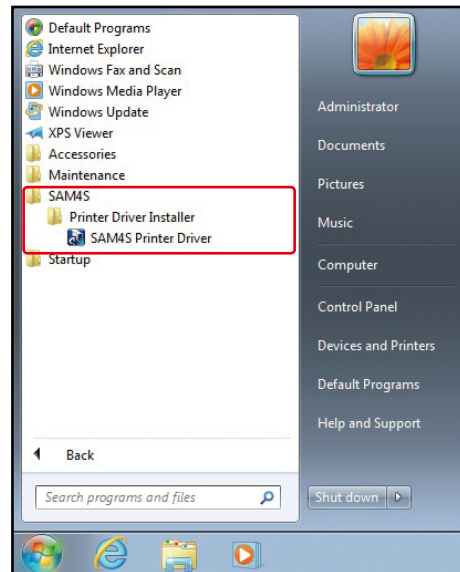 Default Programs
Internet Explorer
Windows Fax and Scan
Windows Media Player
Windows Update
XPS Viewer
Accessories
Maintenance
SAM4S
Printer Driver Installer
SAM4S Printer Driver
Startup
Back
Search programs and files
Administrator
Documents
Pictures
Music
Computer
Control Panel
Devices and Printers
Default Programs
Help and Support
Shut down